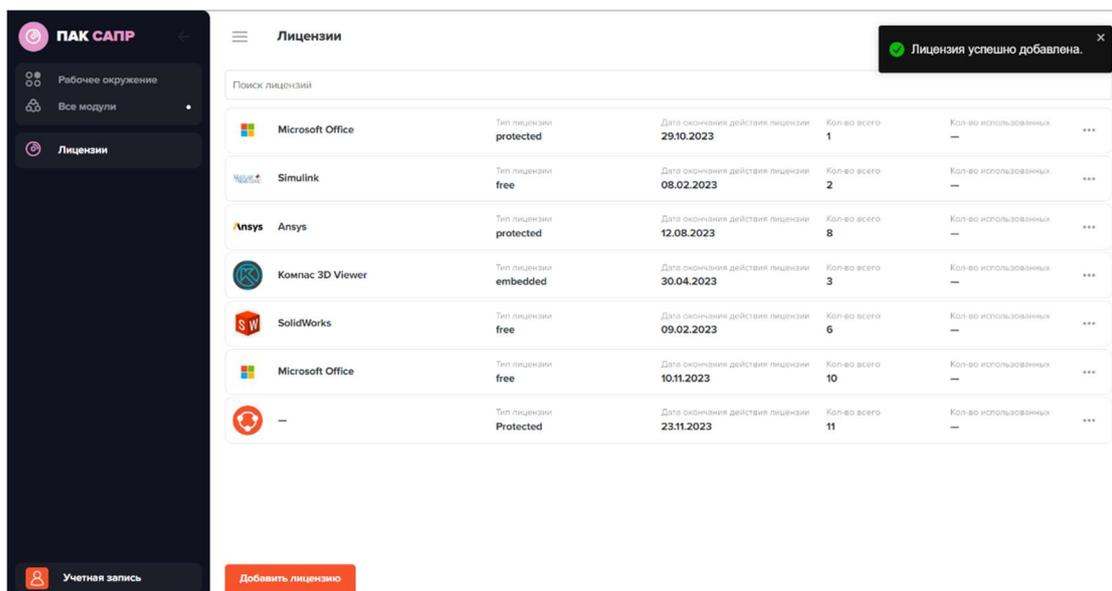 ПАК САПР
Лицензии
Лицензия успешно добавлена.
Рабочее окружение
Все модули
Лицензии
Поиск лицензий
Microsoft Office
Тип лицензии
protected
Дата окончания действия лицензии
29.10.2023
Кол-во всего
1
Кол-во использованных
—
Simulink
Тип лицензии
free
Дата окончания действия лицензии
08.02.2023
Кол-во всего
2
Кол-во использованных
—
Ansys
Ansys
Тип лицензии
protected
Дата окончания действия лицензии
12.08.2023
Кол-во всего
8
Кол-во использованных
—
Компас 3D Viewer
Тип лицензии
embedded
Дата окончания действия лицензии
30.04.2023
Кол-во всего
3
Кол-во использованных
—
SW
SolidWorks
Тип лицензии
free
Дата окончания действия лицензии
09.02.2023
Кол-во всего
6
Кол-во использованных
—
Microsoft Office
Тип лицензии
free
Дата окончания действия лицензии
10.11.2023
Кол-во всего
10
Кол-во использованных
—
—
Тип лицензии
Protected
Дата окончания действия лицензии
23.11.2023
Кол-во всего
11
Кол-во использованных
—
Учетная запись
Добавить лицензию